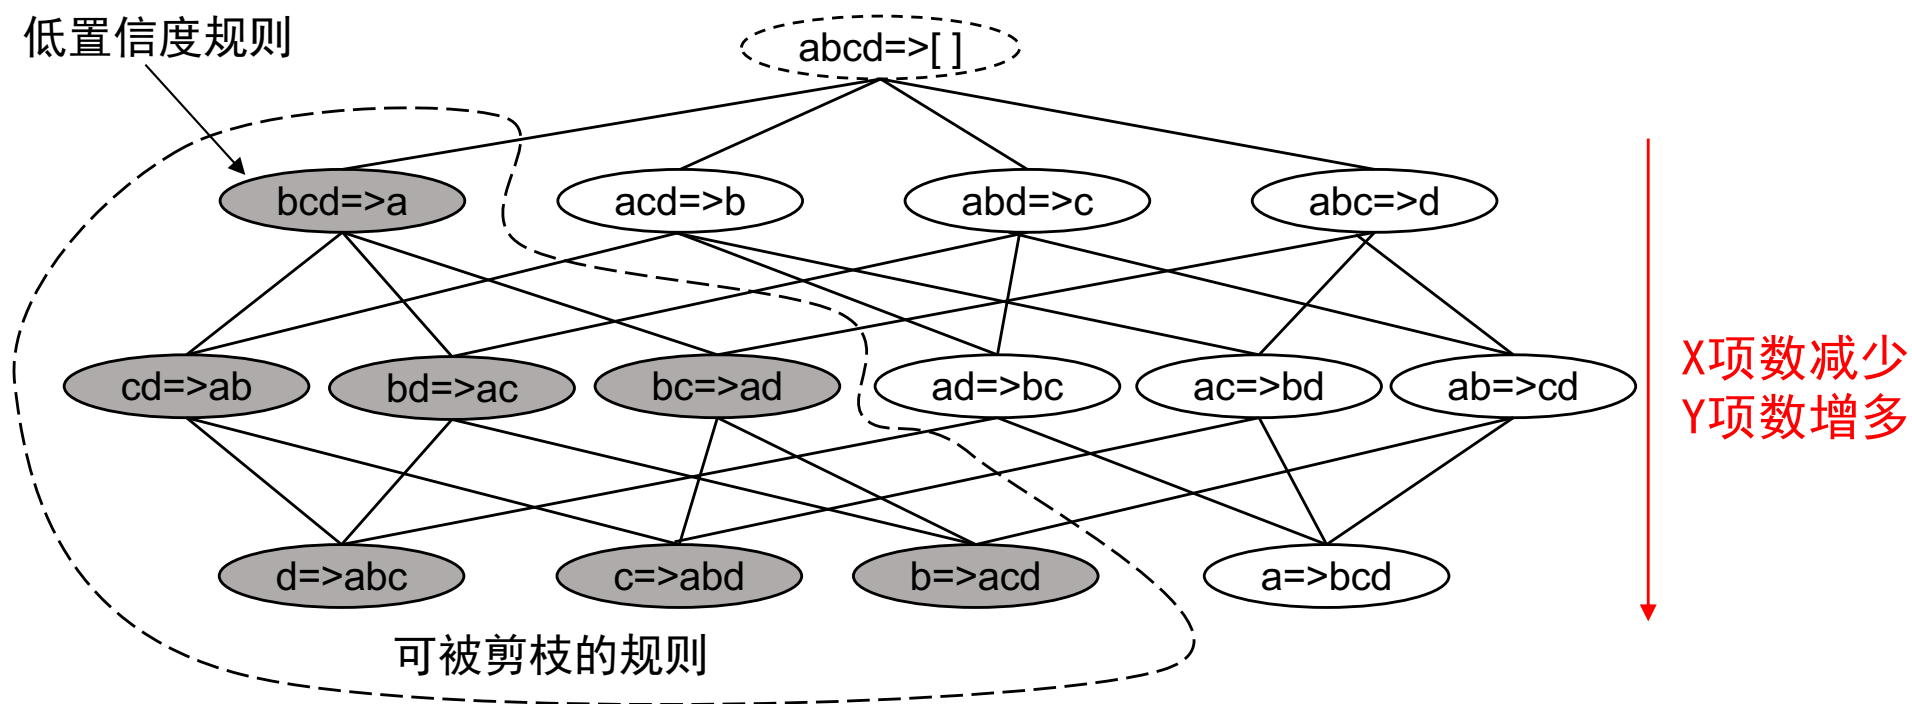 低置信度规则
abcd=>[ ]
bcd=>a
acd=>b
abd=>c
abc=>d
cd=>ab
bd=>ac
bc=>ad
ad=>bc
ac=>bd
ab=>cd
X项数减少
Y项数增多
d=>abc
c=>abd
b=>acd
a=>bcd
可被剪枝的规则